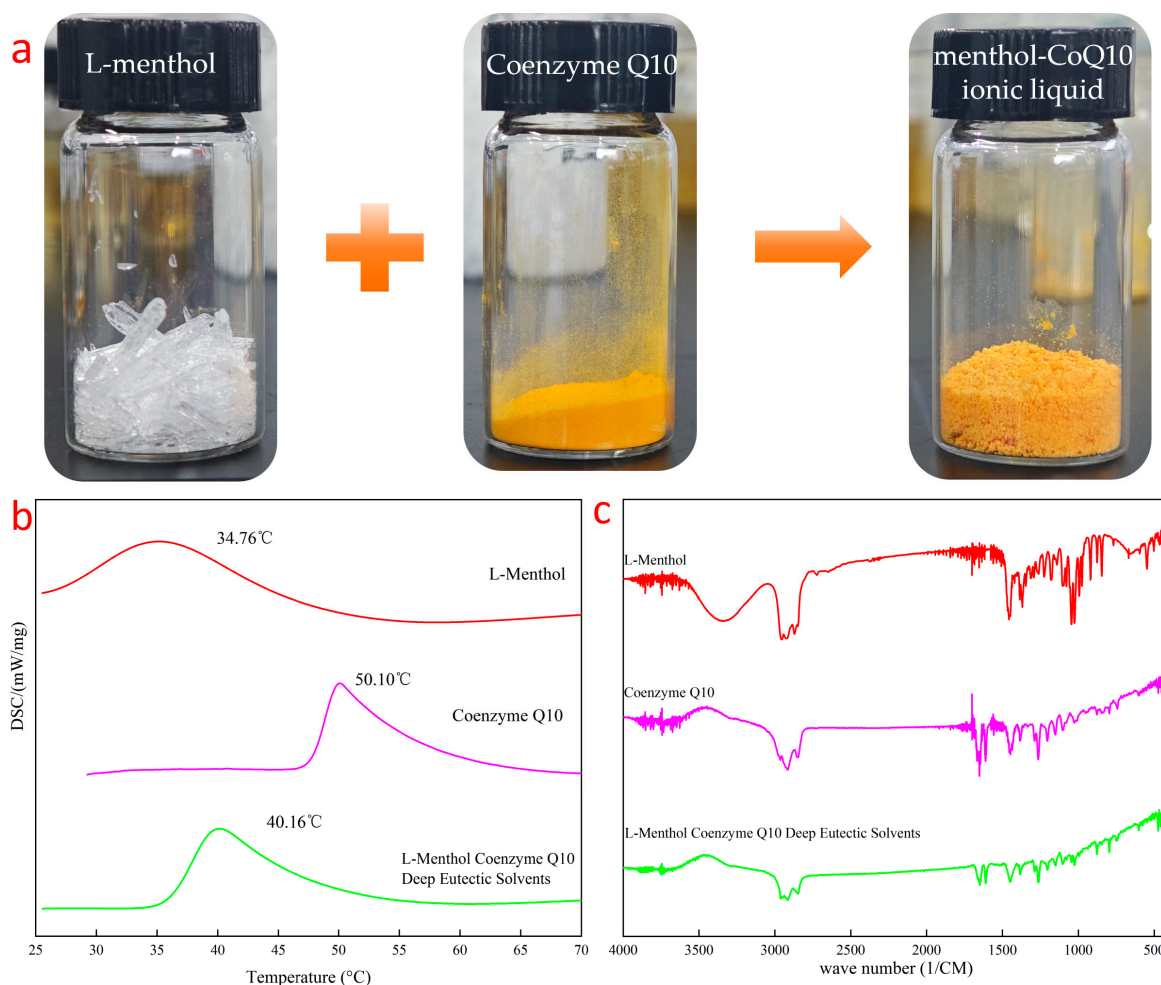 a
L-menthol
Coenzyme Q10
menthol-CoQ10
ionic liquid
b
34.76℃
L-Menthol
50.10℃
Coenzyme Q10
40.16℃
L-Menthol Coenzyme Q10
Deep Eutectic Solvents
DSC/(mW/mg)
25 30 35 40 45 50 55 60 65 70
Temperature (°C)
c
L-Menthol
Coenzyme Q10
L-Menthol Coenzyme Q10 Deep Eutectic Solvents
4000 3500 3000 2500 2000 1500 1000 500
wave number (1/CM)